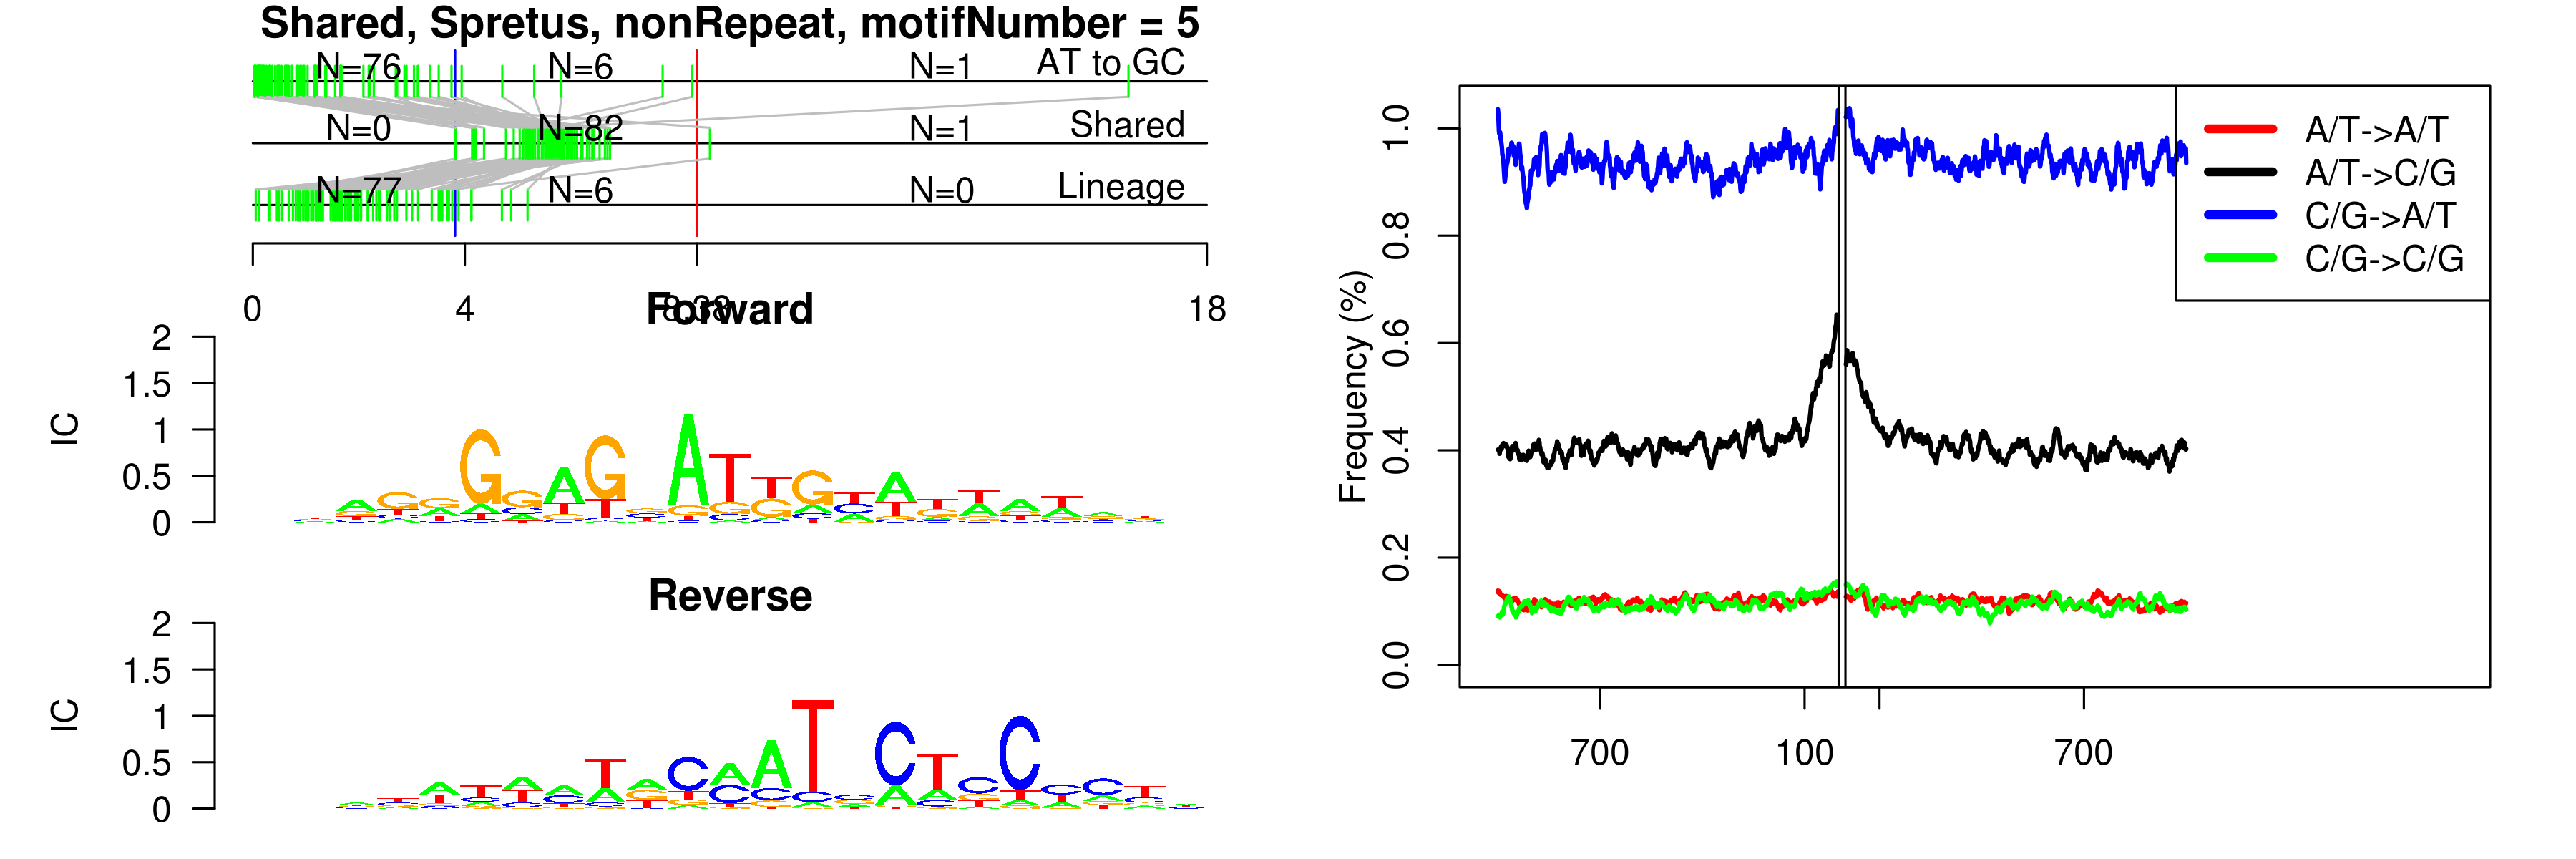 Shared, Spretus, nonRepeat, motifNumber = 5
N=76 N=6 N=1 AT to GC
N=0 N=82 N=1 Shared
N=77 N=6 N=0 Lineage
0 4 8.38 18
Forward
2
1.5
1
0.5
0
IC
Reverse
2
1.5
1
0.5
0
IC
Frequency (%)
1.0
0.8
0.6
0.4
0.2
0.0
700 100 700
A/T->A/T
A/T->C/G
C/G->A/T
C/G->C/G